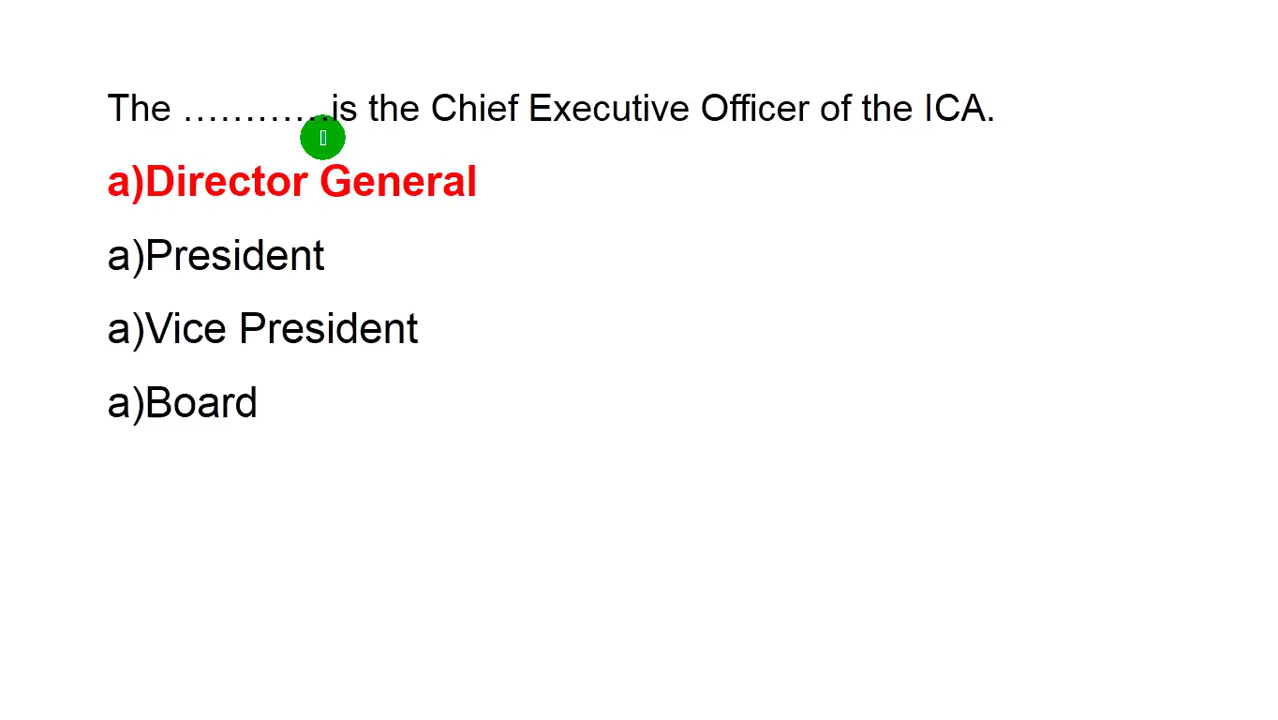 The ………….is the Chief Executive Officer of the ICA.
a)Director General
a)President
a)Vice President
a)Board